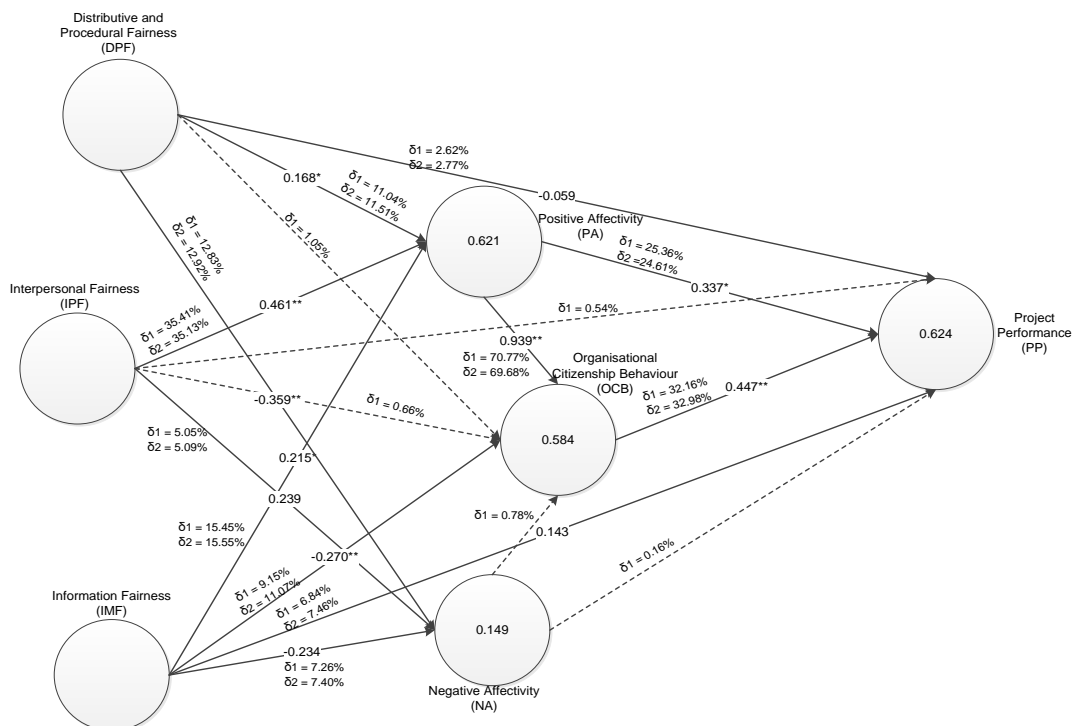 Distributive and
Procedural Fairness
(DPF)
δ1 = 2.62%
δ2 = 2.77%
-0.059
0.168*
δ1 = 11.04%
δ2 = 11.51%
δ1 = 1.05%
δ1 = 12.83%
δ2 = 12.92%
0.621
Positive Affectivity
(PA)
δ1 = 25.36%
δ2 =24.61%
0.337*
Interpersonal Fairness
(IPF)
δ1 = 35.41%
δ2 = 35.13%
0.461**
δ1 = 0.54%
0.624
Project
Performance
(PP)
0.939**
δ1 = 70.77%
δ2 = 69.68%
Organisational
Citizenship Behaviour
(OCB)
δ1 = 32.16%
δ2 = 32.98%
0.447**
-0.359**
δ1 = 0.66%
δ1 = 5.05%
δ2 = 5.09%
0.584
0.215*
0.239
δ1 = 15.45%
δ2 = 15.55%
δ1 = 0.78%
0.143
-0.270**
δ1 = 9.15%
δ2 = 11.07%
δ1 = 6.84%
δ2 = 7.46%
δ1 = 0.16%
Information Fairness
(IMF)
0.149
-0.234
δ1 = 7.26%
δ2 = 7.40%
Negative Affectivity
(NA)